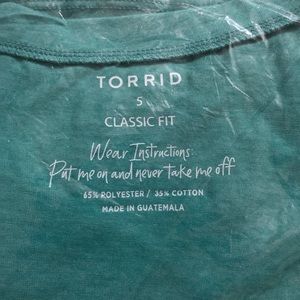 TORRID
5
CLASSIC FIT
Wear Instructions:
Put me on and never take me off
65% POLYESTER / 35% COTTON
MADE IN GUATEMALA